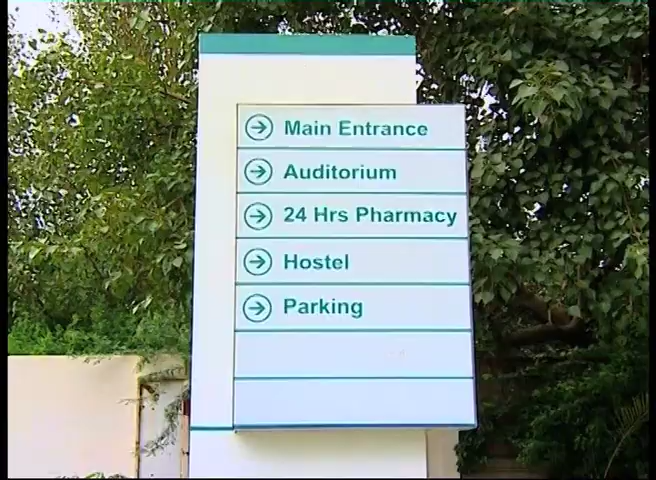 Main Entrance
Auditorium
24 Hrs Pharmacy
Hostel
Parking